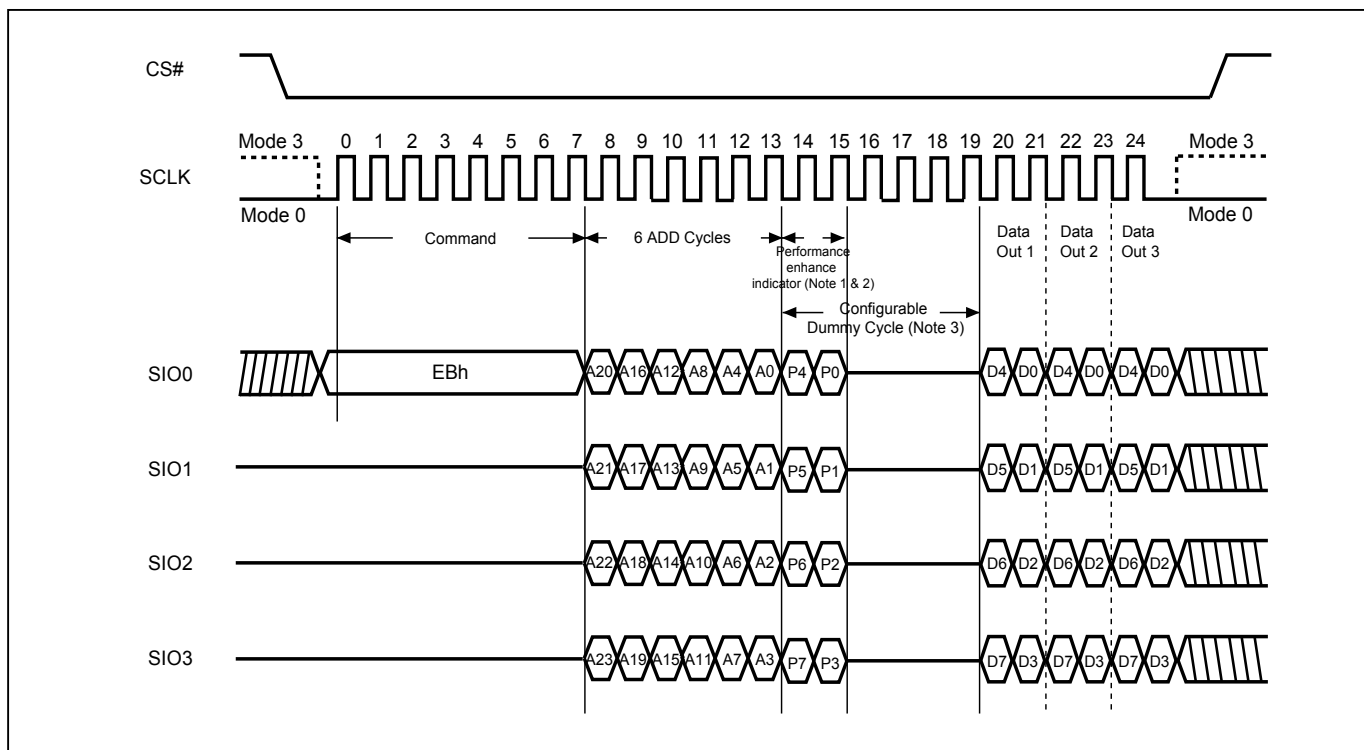 CS#
Mode 3 0 1 2 3 4 5 6 7 8 9 10 11 12 13 14 15 16 17 18 19 20 21 22 23 24 Mode 3
SCLK
Mode 0 Mode 0
Command 6 ADD Cycles Data Out 1 Data Out 2 Data Out 3
Performance
enhance
indicator (Note 1 & 2)
Configurable
Dummy Cycle (Note 3)
SIO0 EBh A20 A16 A12 A8 A4 A0 P4 P0 D4 D0 D4 D0 D4 D0
SIO1 A21 A17 A13 A9 A5 A1 P5 P1 D5 D1 D5 D1 D5 D1
SIO2 A22 A18 A14 A10 A6 A2 P6 P2 D6 D2 D6 D2 D6 D2
SIO3 A23 A19 A15 A11 A7 A3 P7 P3 D7 D3 D7 D3 D7 D3